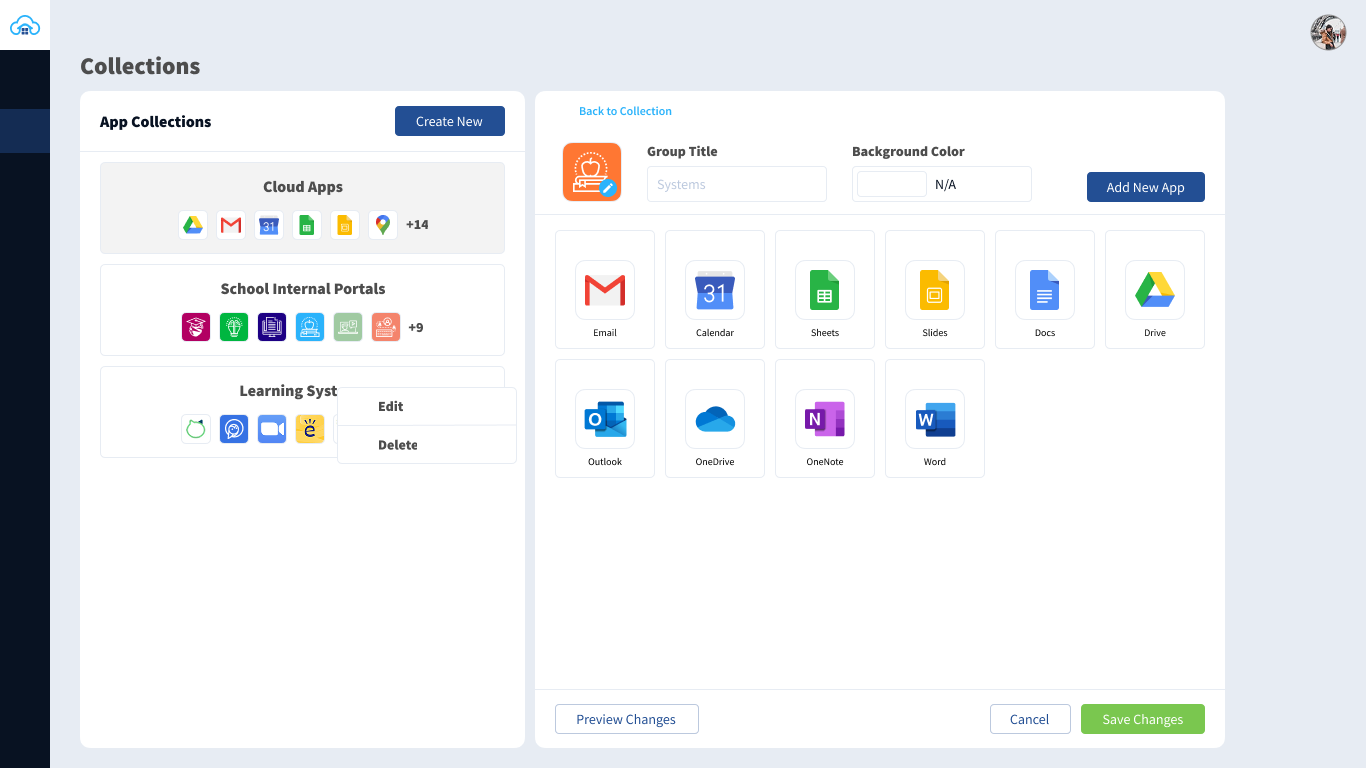 Collections
App Collections
Create New
Cloud Apps
31
+14
School Internal Portals
+9
Learning Syst
e
Edit
Delete
Back to Collection
Group Title
Systems
Background Color
N/A
Add New App
Email
31
Calendar
Sheets
Slides
Docs
Drive
O
Outlook
OneDrive
N
OneNote
W
Word
Preview Changes
Cancel
Save Changes